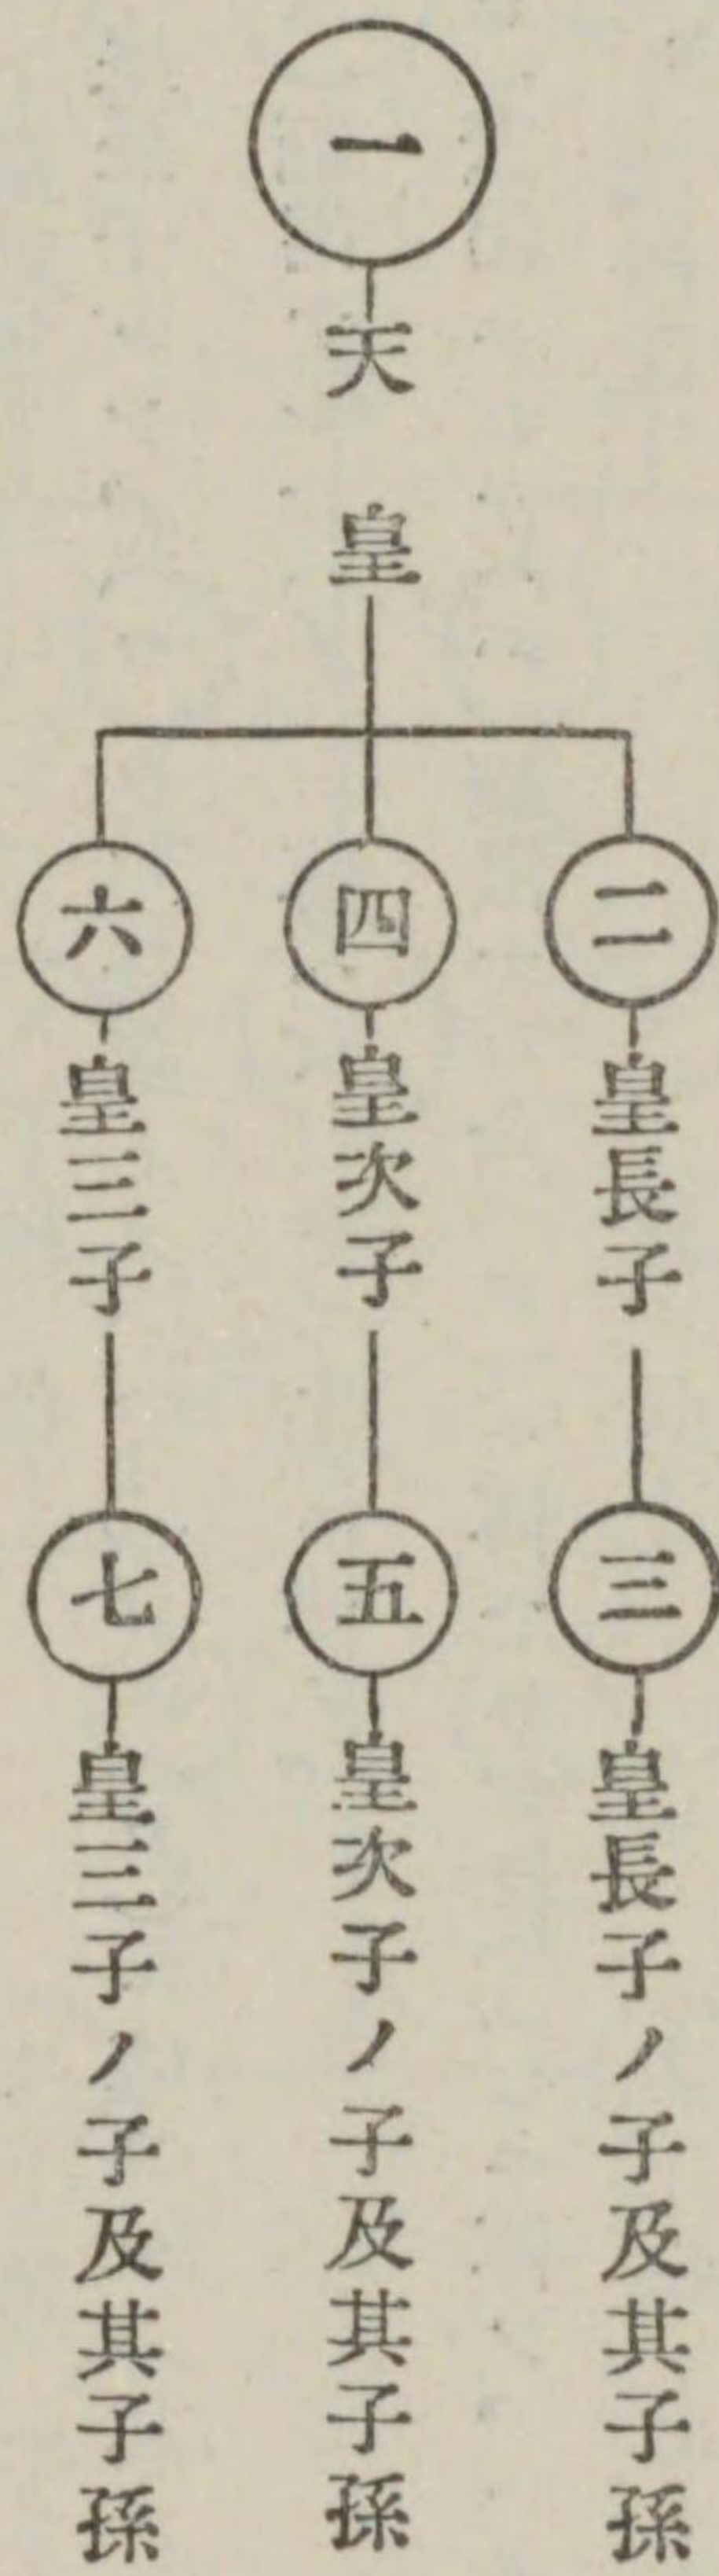 一
天皇
二
皇長子
三
皇長子ノ子及其子孫
四
皇次子
五
皇次子ノ子及其子孫
六
皇三子
七
皇三子ノ子及其子孫